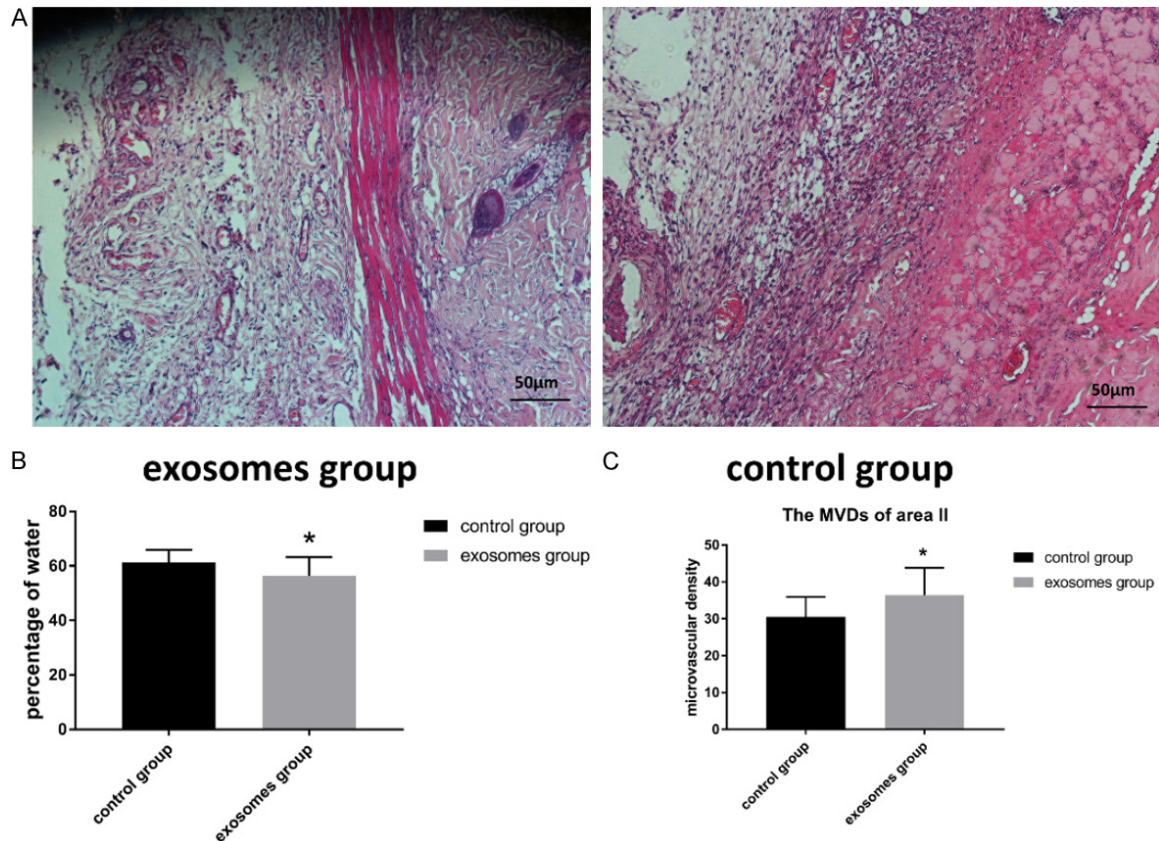 A
50μm
50μm
B
exosomes group
C
control group
percentage of water
80
60
40
20
0
control group
exosomes group
*
control group
exosomes group
The MVDs of area II
microvascular density
50
40
30
20
10
0
control group
exosomes group
*
control group
exosomes group